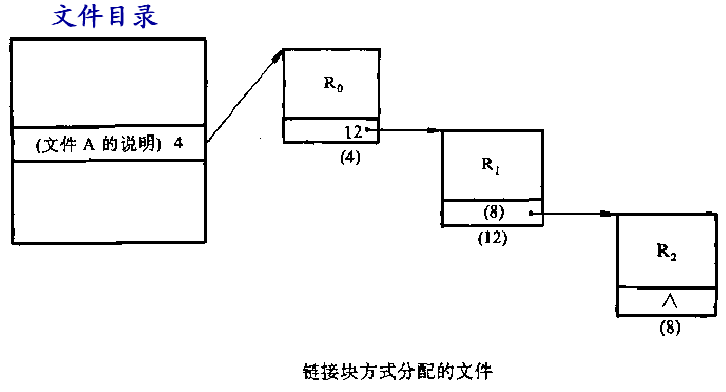 文件目录
R₀
(文件 A 的说明) 4
12
(4)
R₁
(8)
(12)
R₂
∧
(8)
链接块方式分配的文件